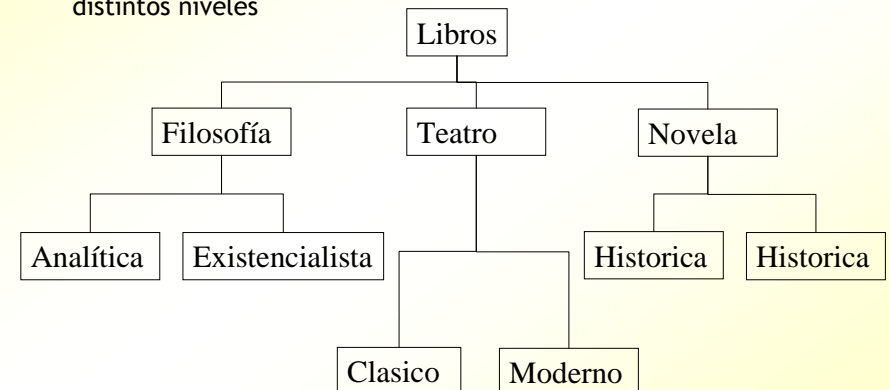 distintos niveles
Libros
Filosofía
Teatro
Novela
Analítica
Existencialista
Historica
Historica
Clasico
Moderno